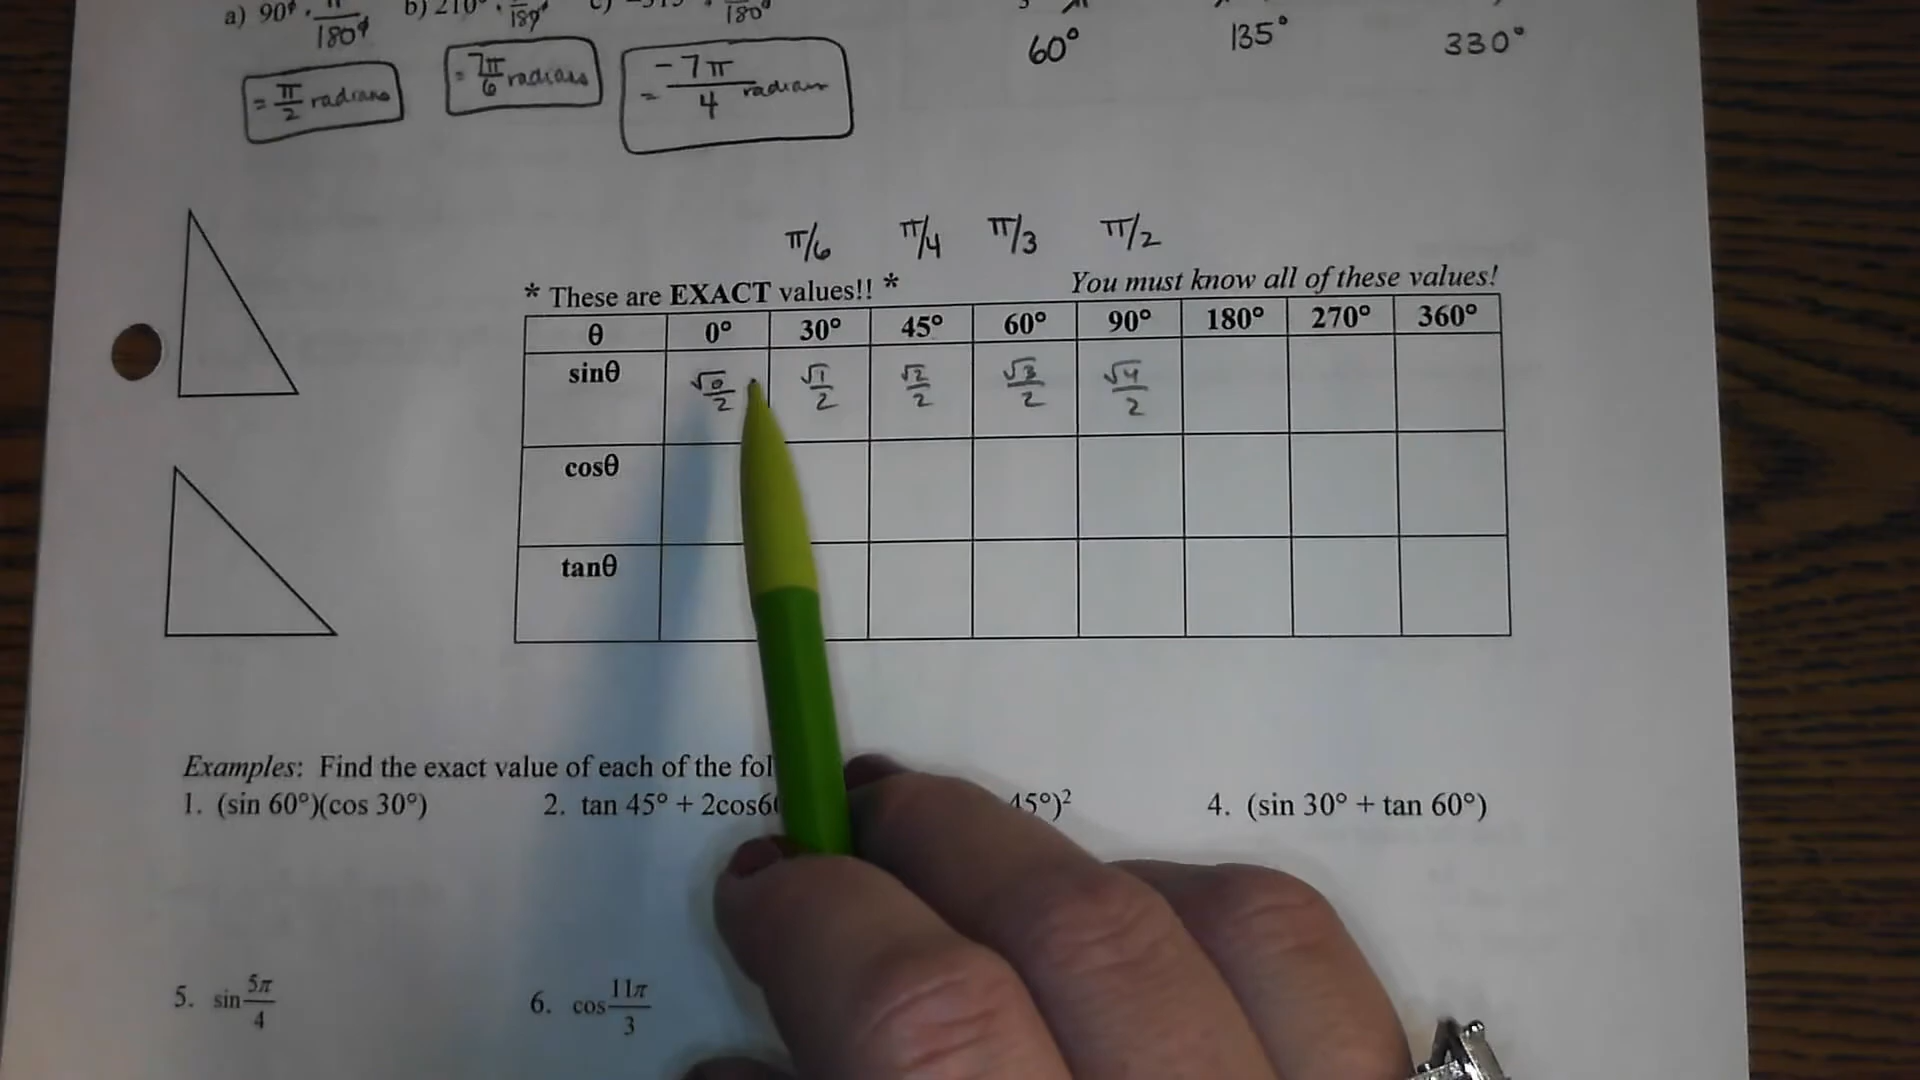 a) 90° · π/180° b) 210° · /180° c) /180°
= π/2 radians = 7π/6 radians = -7π/4 radians
60° 135° 330°
π/6 π/4 π/3 π/2
* These are EXACT values!! * You must know all of these values!
θ 0° 30° 45° 60° 90° 180° 270° 360°
sinθ √0/2 √1/2 √2/2 √3/2 √4/2
cosθ
tanθ
Examples: Find the exact value of each of the
1. (sin 60°)(cos 30°) 2. tan 45° + 2cos 45°)² 4. (sin 30° + tan 60°)
5. sin 5π/4 6. cos 11π/3